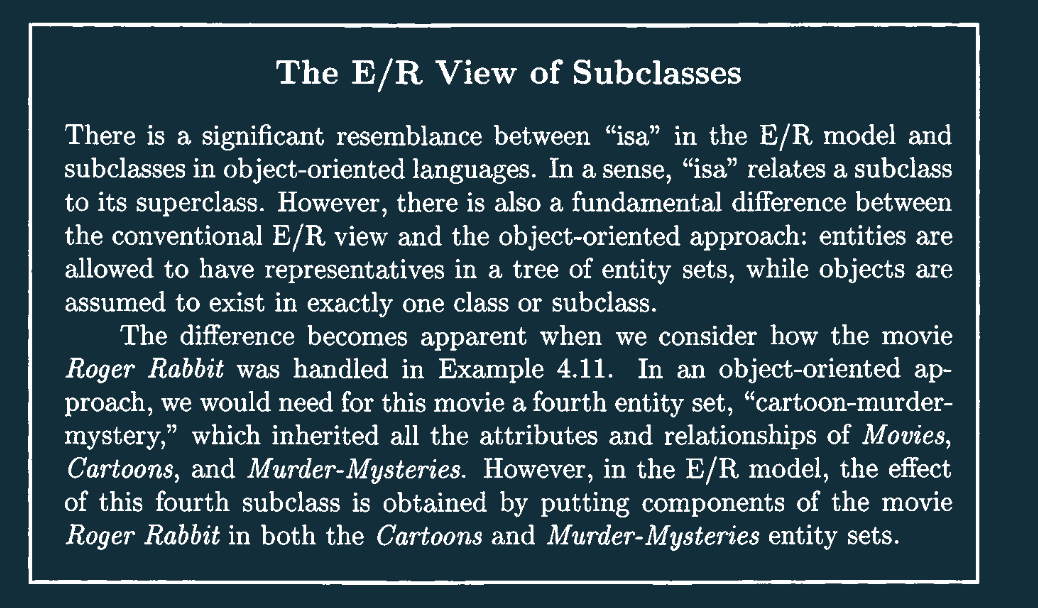 The E/R View of Subclasses
There is a significant resemblance between “isa” in the E/R model and
subclasses in object-oriented languages. In a sense, “isa” relates a subclass
to its superclass. However, there is also a fundamental difference between
the conventional E/R view and the object-oriented approach: entities are
allowed to have representatives in a tree of entity sets, while objects are
assumed to exist in exactly one class or subclass.
The difference becomes apparent when we consider how the movie
Roger Rabbit was handled in Example 4.11. In an object-oriented ap-
proach, we would need for this movie a fourth entity set, “cartoon-murder-
mystery,” which inherited all the attributes and relationships of Movies,
Cartoons, and Murder-Mysteries. However, in the E/R model, the effect
of this fourth subclass is obtained by putting components of the movie
Roger Rabbit in both the Cartoons and Murder-Mysteries entity sets.